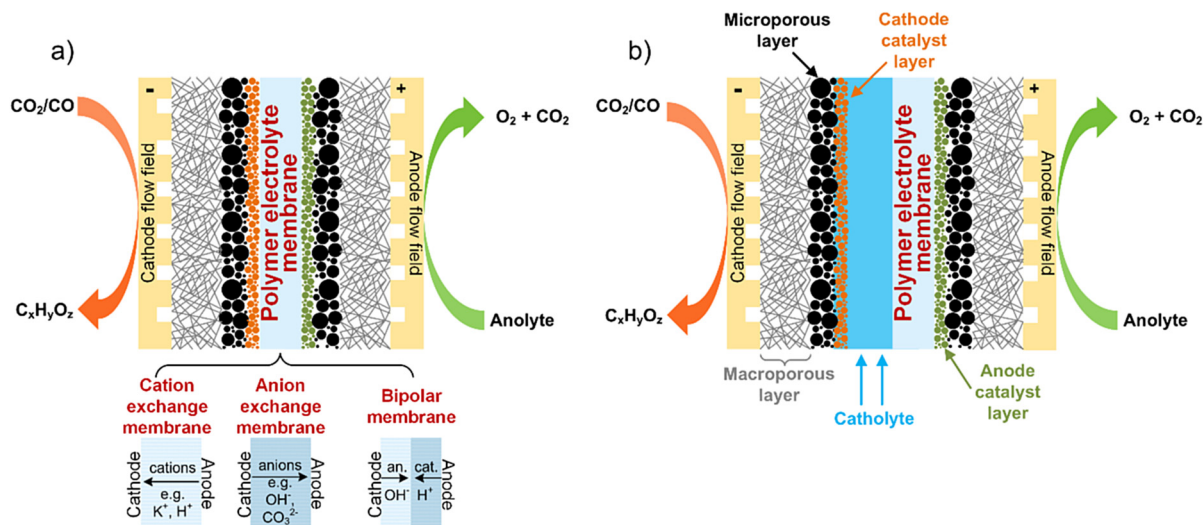 a)
CO₂/CO
CₓHᵧO_z
-
Cathode flow field
Polymer electrolyte
membrane
+
Anode flow field
O₂ + CO₂
Anolyte
Cation
exchange
membrane
Anion
exchange
membrane
Bipolar
membrane
Cathode
cations
e.g.
K⁺, H⁺
Anode
Cathode
anions
e.g.
OH⁻,
CO₃²⁻
Anode
Cathode
an.
OH⁻
cat.
H⁺
Anode
b)
Microporous
layer
Cathode
catalyst
layer
CO₂/CO
CₓHᵧO_z
-
Cathode flow field
Polymer electrolyte
membrane
+
Anode flow field
O₂ + CO₂
Anolyte
Macroporous
layer
Catholyte
Anode
catalyst
layer